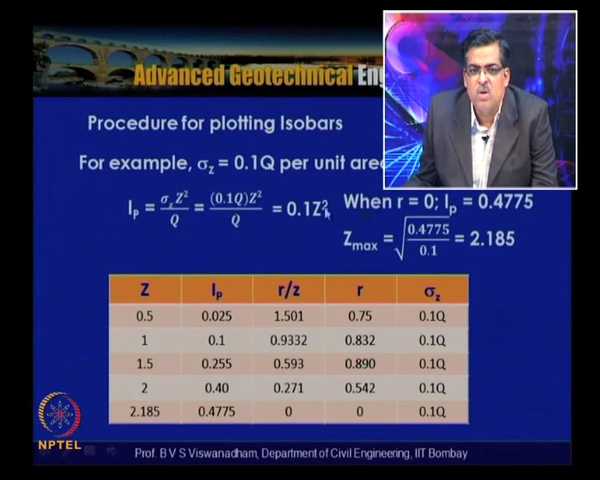 Advanced Geotechnical Eng
Procedure for plotting Isobars
For example, σz = 0.1Q per unit area
Ip = σzZ²/Q = (0.1Q)Z²/Q = 0.1Z²
When r = 0; Ip = 0.4775
Zmax = √(0.4775/0.1) = 2.185
Z Ip r/z r σz
0.5 0.025 1.501 0.75 0.1Q
1 0.1 0.9332 0.832 0.1Q
1.5 0.255 0.593 0.890 0.1Q
2 0.40 0.271 0.542 0.1Q
2.185 0.4775 0 0 0.1Q
NPTEL
Prof. B V S Viswanadham, Department of Civil Engineering, IIT Bombay